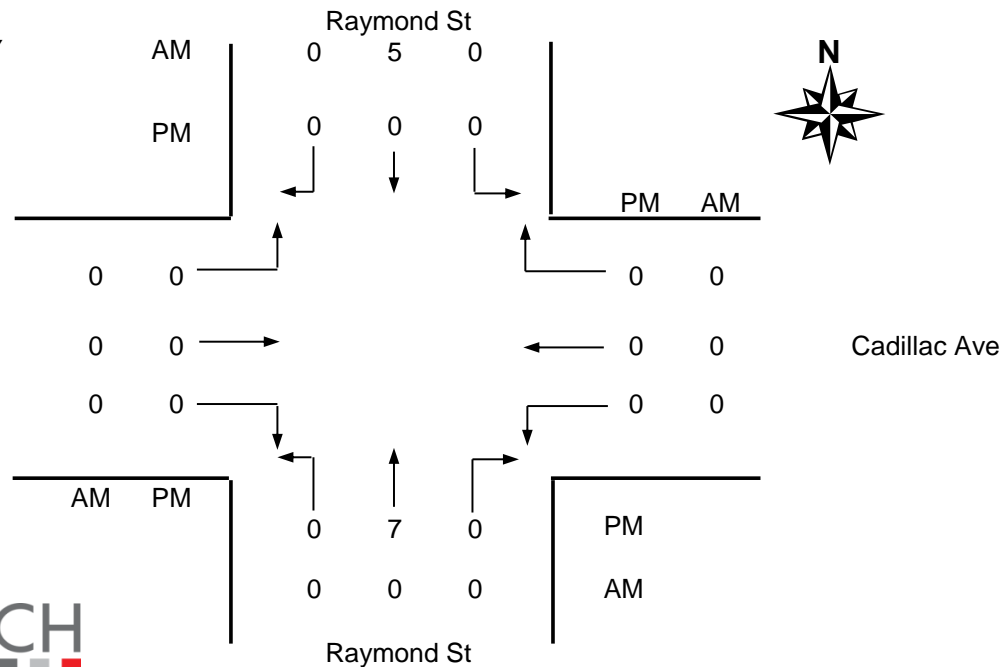 Raymond St
AM 0 5 0
N
PM 0 0 0
PM AM
0 0 0 0
0 0 0 0 Cadillac Ave
0 0 0 0
AM PM
0 7 0 PM
0 0 0 AM
CH
Raymond St